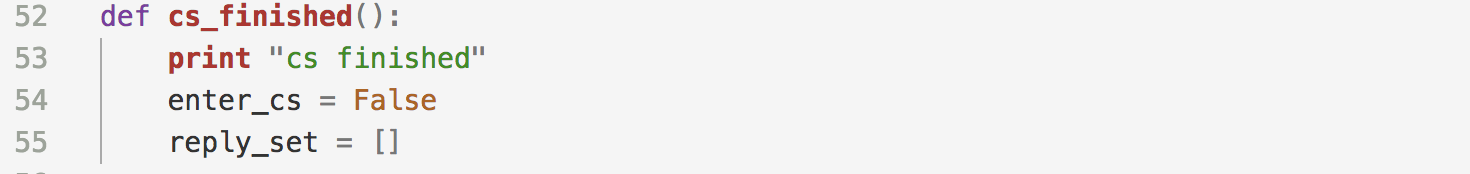 52 def cs_finished():
53 print "cs finished"
54 enter_cs = False
55 reply_set = []